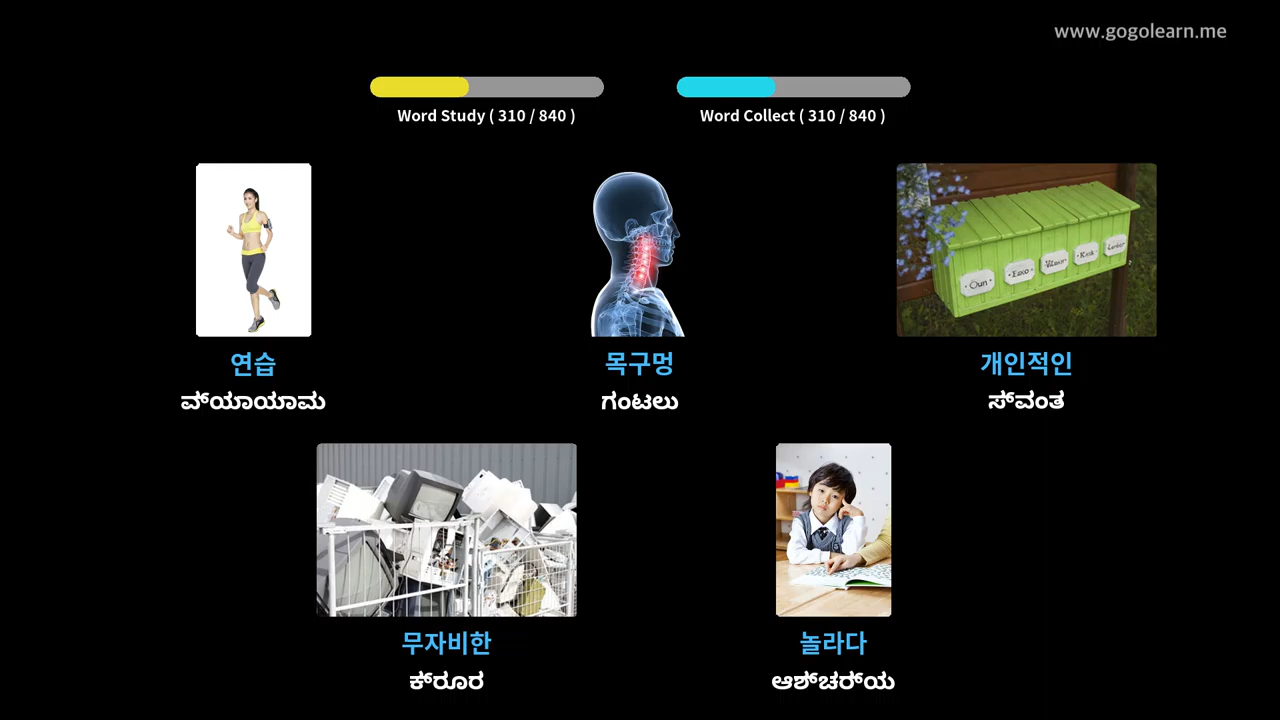 www.gogolearn.me
Word Study ( 310 / 840 )
Word Collect ( 310 / 840 )
연습
ವ್ಯಾಯಾಮ
목구멍
ಗಂಟಲು
개인적인
ಸ್ವಂತ
무자비한
ಕ್ರೂರ
놀라다
ಆಶ್ಚರ್ಯ